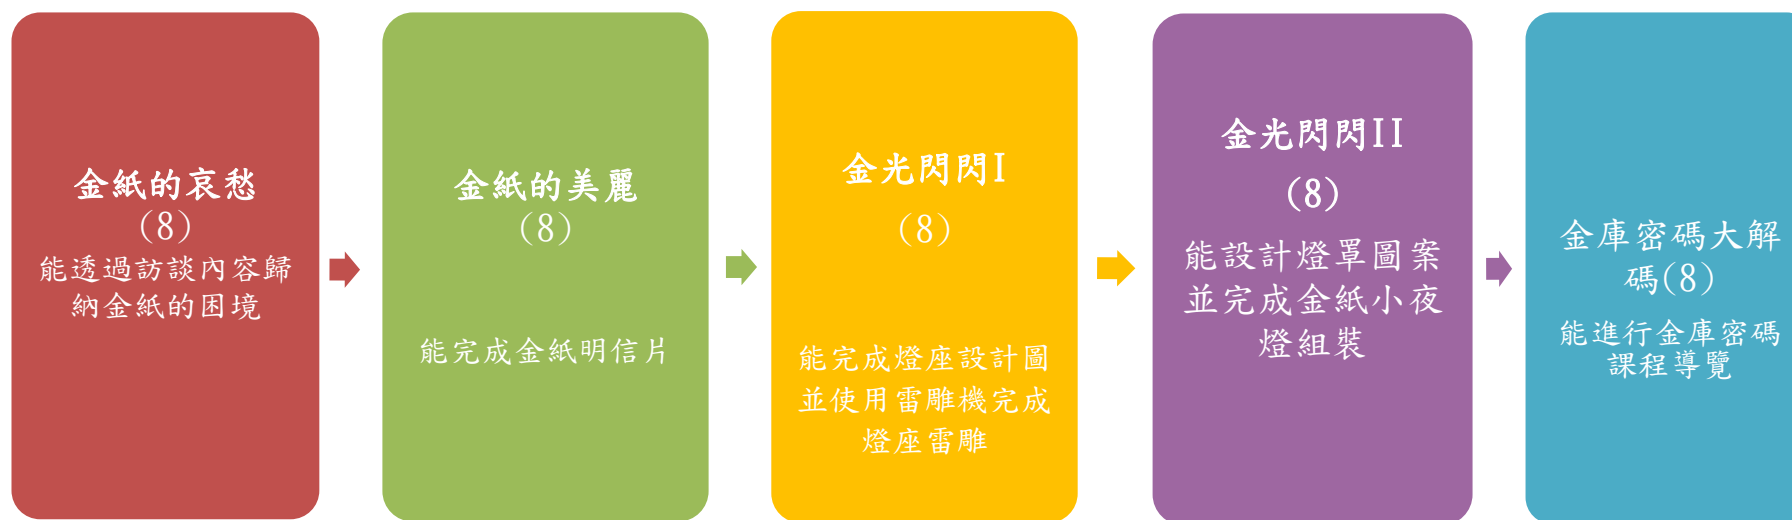 金紙的哀愁
(8)
能透過訪談內容歸
納金紙的困境
金紙的美麗
(8)
能完成金紙明信片
金光閃閃I
(8)
能完成燈座設計圖
並使用雷雕機完成
燈座雷雕
金光閃閃II
(8)
能設計燈罩圖案
並完成金紙小夜
燈組裝
金庫密碼大解
碼(8)
能進行金庫密碼
課程導覽